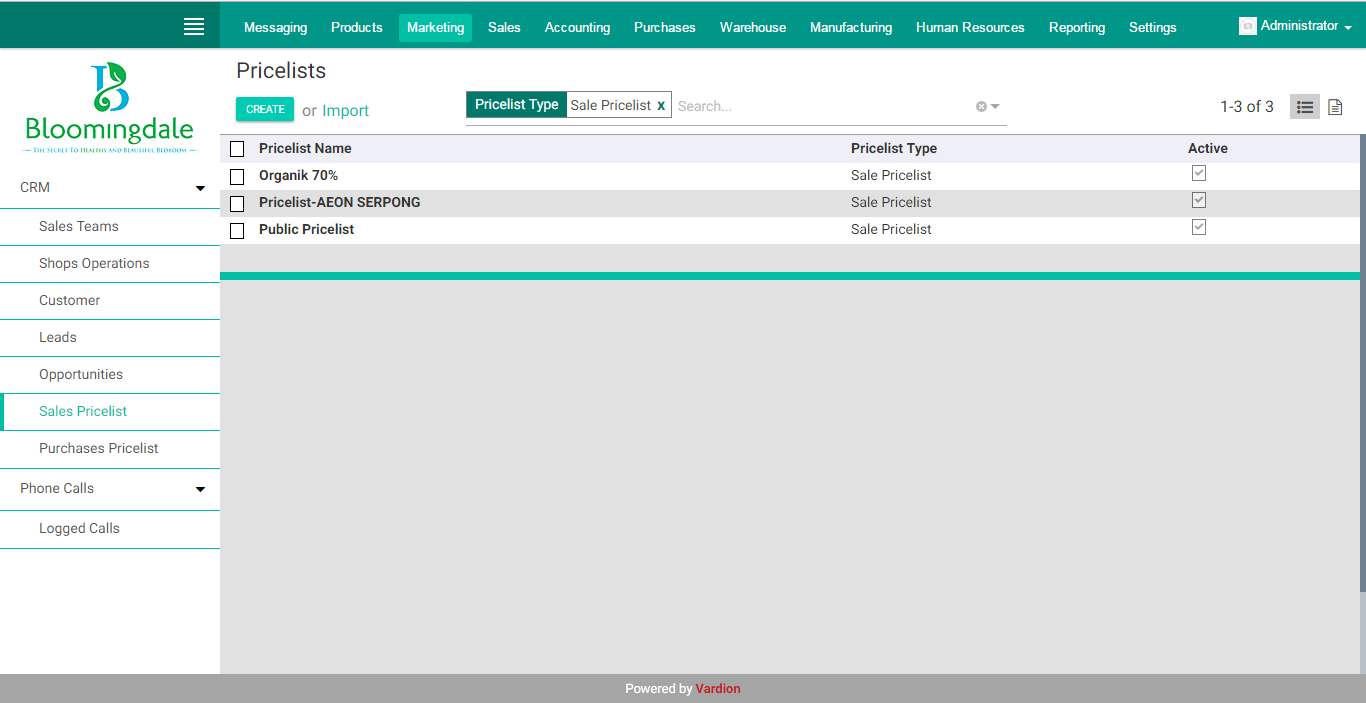 Messaging Products Marketing Sales Accounting Purchases Warehouse Manufacturing Human Resources Reporting Settings Administrator
Bloomingdale
The Secret To Healthy and Beautiful Bedroom
CRM
Sales Teams
Shops Operations
Customer
Leads
Opportunities
Sales Pricelist
Purchases Pricelist
Phone Calls
Logged Calls
Pricelists
CREATE or Import
Pricelist Type Sale Pricelist x Search...
1-3 of 3
Pricelist Name Pricelist Type Active
Organik 70% Sale Pricelist
Pricelist-AEON SERPONG Sale Pricelist
Public Pricelist Sale Pricelist
Powered by Vardion